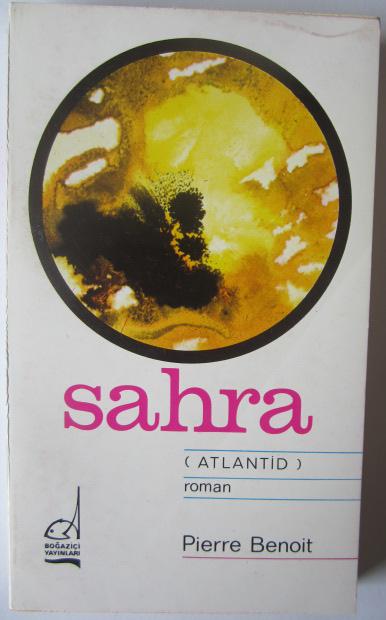 sahra
( ATLANTİD )
roman
Pierre Benoit
BOĞAZİÇİ
YAYINLARI